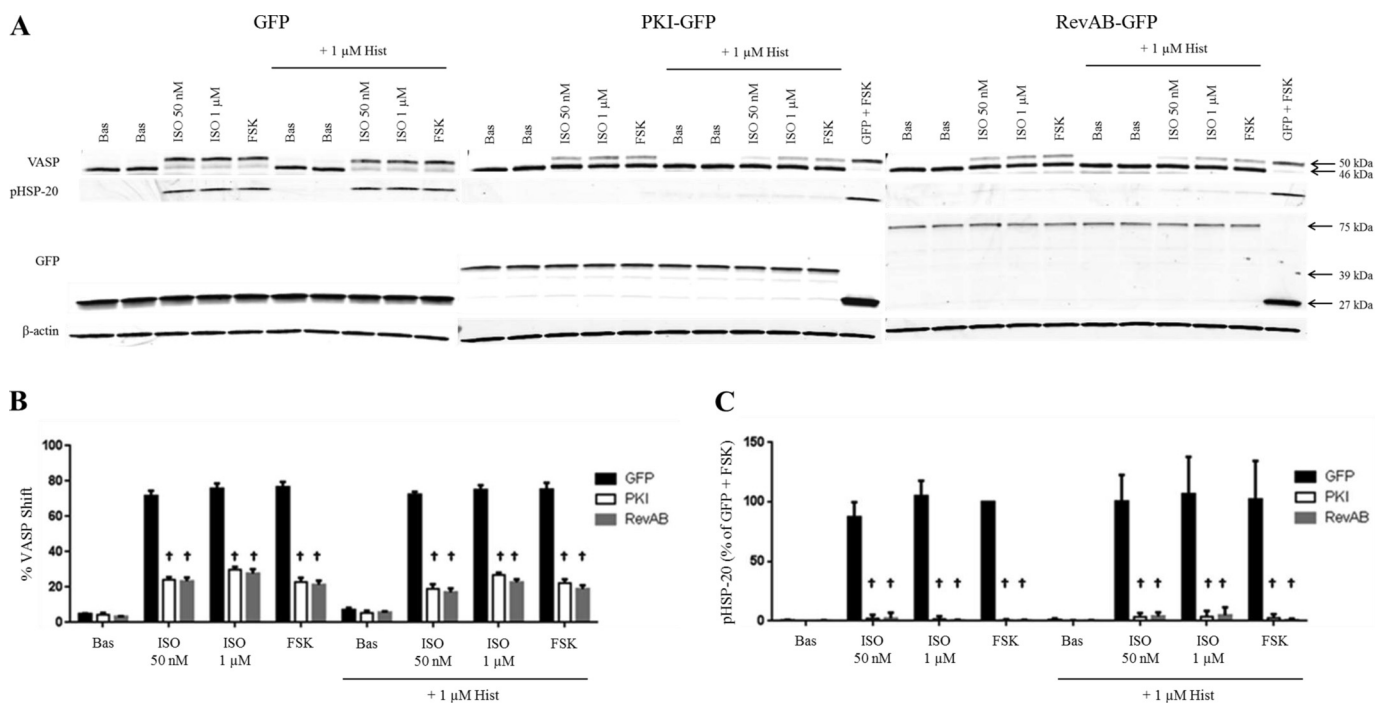 A
GFP
PKI-GFP
RevAB-GFP
+ 1 µM Hist
+ 1 µM Hist
+ 1 µM Hist
Bas
Bas
ISO 50 nM
ISO 1 µM
FSK
Bas
Bas
ISO 50 nM
ISO 1 µM
FSK
Bas
Bas
ISO 50 nM
ISO 1 µM
FSK
Bas
Bas
ISO 50 nM
ISO 1 µM
FSK
GFP + FSK
Bas
Bas
ISO 50 nM
ISO 1 µM
FSK
Bas
Bas
ISO 50 nM
ISO 1 µM
FSK
GFP + FSK
VASP
50 kDa
46 kDa
pHSP-20
75 kDa
GFP
39 kDa
27 kDa
β-actin
B
% VASP Shift
100
80
60
40
20
0
GFP
PKI
RevAB
† † † † † † † † † † † †
Bas
ISO 50 nM
ISO 1 µM
FSK
Bas
ISO 50 nM
ISO 1 µM
FSK
+ 1 µM Hist
C
pHSP-20 (% of GFP + FSK)
150
100
50
0
GFP
PKI
RevAB
† † † † † † † † † † † †
Bas
ISO 50 nM
ISO 1 µM
FSK
Bas
ISO 50 nM
ISO 1 µM
FSK
+ 1 µM Hist